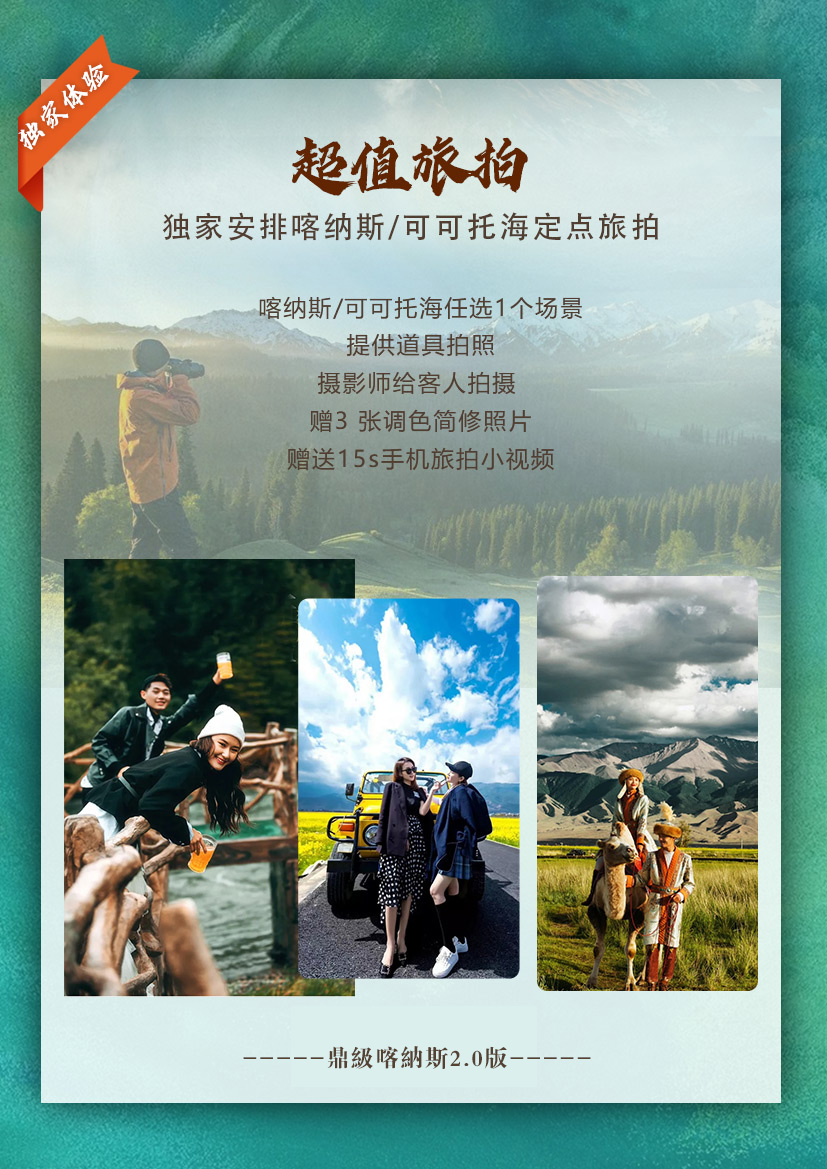 独家体验
超值旅拍
独家安排喀纳斯/可可托海定点旅拍
喀纳斯/可可托海任选1个场景
提供道具拍照
摄影师给客人拍摄
赠3 张调色简修照片
赠送15s手机旅拍小视频
-----鼎級喀納斯2.0版-----